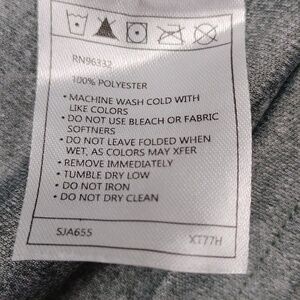 RN96332
100% POLYESTER
• MACHINE WASH COLD WITH
LIKE COLORS
• DO NOT USE BLEACH OR FABRIC
SOFTNERS
• DO NOT LEAVE FOLDED WHEN
WET, AS COLORS MAY XFER
• REMOVE IMMEDIATELY
• TUMBLE DRY LOW
• DO NOT IRON
• DO NOT DRY CLEAN
SJA655 XT77H